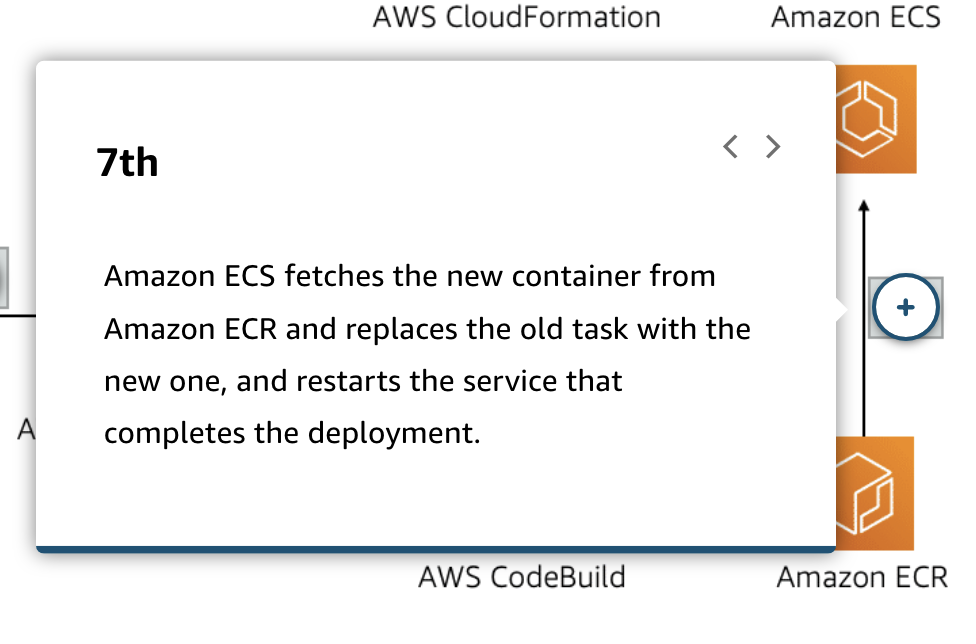 AWS CloudFormation
Amazon ECS
7th
Amazon ECS fetches the new container from
Amazon ECR and replaces the old task with the
new one, and restarts the service that
completes the deployment.
A
AWS CodeBuild
Amazon ECR